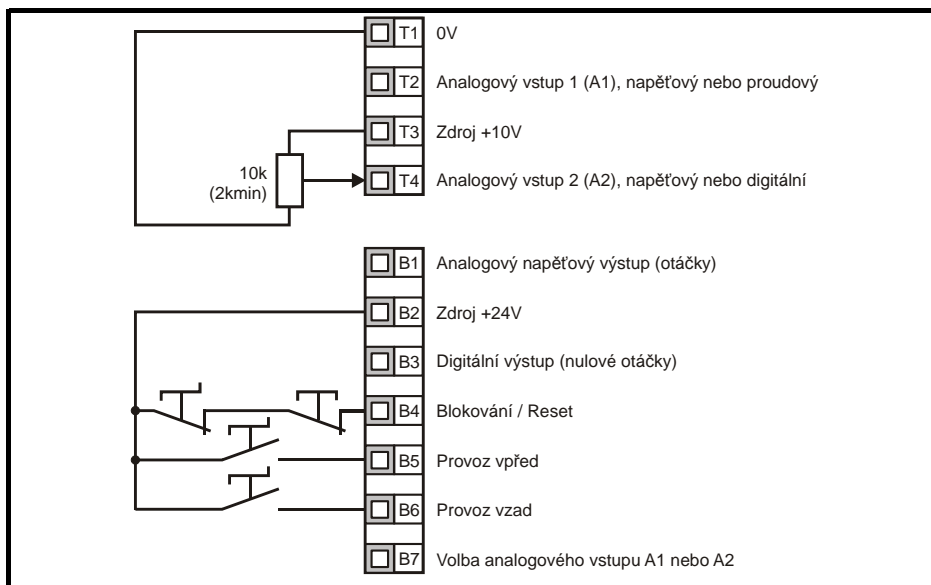 T1 0V
T2 Analogový vstup 1 (A1), napěťový nebo proudový
T3 Zdroj +10V
10k
(2kmin)
T4 Analogový vstup 2 (A2), napěťový nebo digitální
B1 Analogový napěťový výstup (otáčky)
B2 Zdroj +24V
B3 Digitální výstup (nulové otáčky)
B4 Blokování / Reset
B5 Provoz vpřed
B6 Provoz vzad
B7 Volba analogového vstupu A1 nebo A2